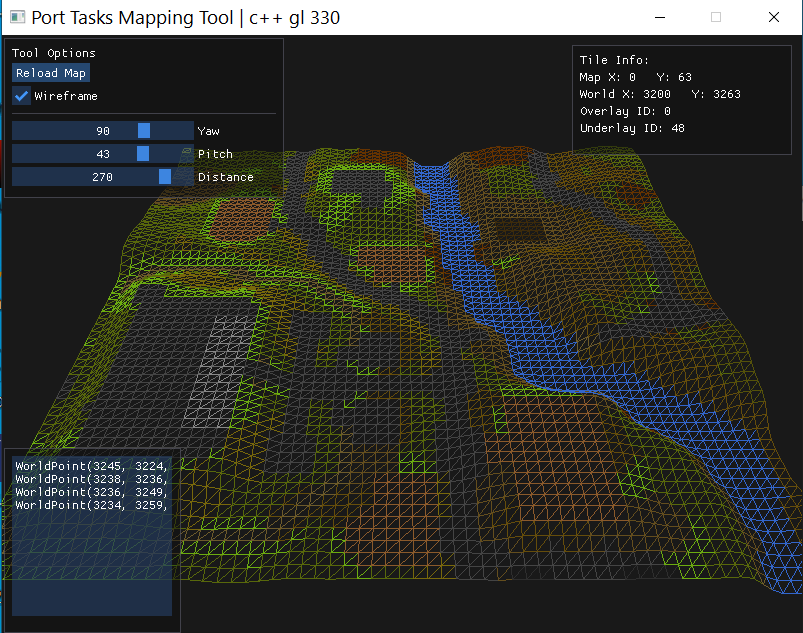 Port Tasks Mapping Tool | c++ gl 330
Tool Options
Reload Map
Wireframe
90 Yaw
43 Pitch
270 Distance
Tile Info:
Map X: 0 Y: 63
World X: 3200 Y: 3263
Overlay ID: 0
Underlay ID: 48
WorldPoint(3245, 3224,
WorldPoint(3238, 3236,
WorldPoint(3236, 3249,
WorldPoint(3234, 3259,